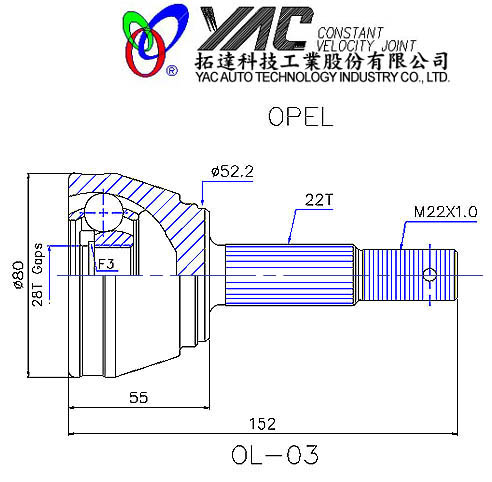 YAC CONSTANT
VELOCITY JOINT
®
拓達科技工業股份有限公司
YAC AUTO TECHNOLOGY INDUSTRY CO., LTD.
OPEL
ø52.2
22T
M22X1.0
ø80
28T Gaps
F3
55
152
OL-03